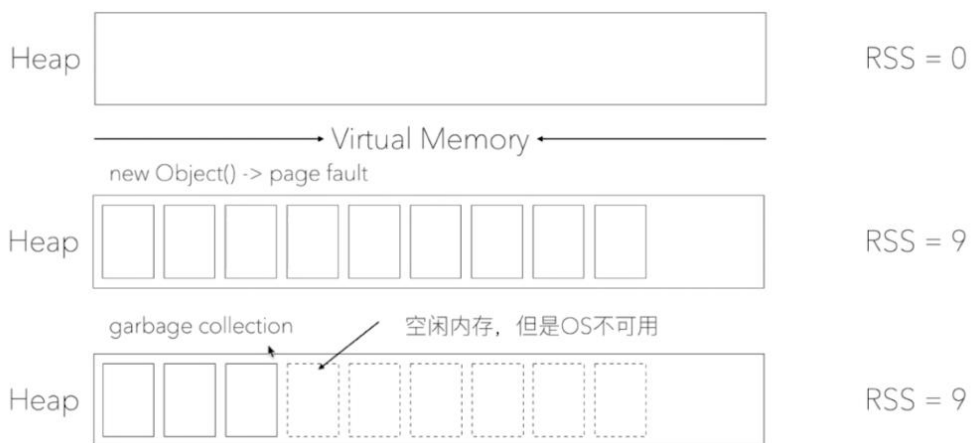 Heap RSS = 0
Virtual Memory
new Object() -> page fault
Heap RSS = 9
garbage collection 空闲内存，但是OS不可用
Heap RSS = 9